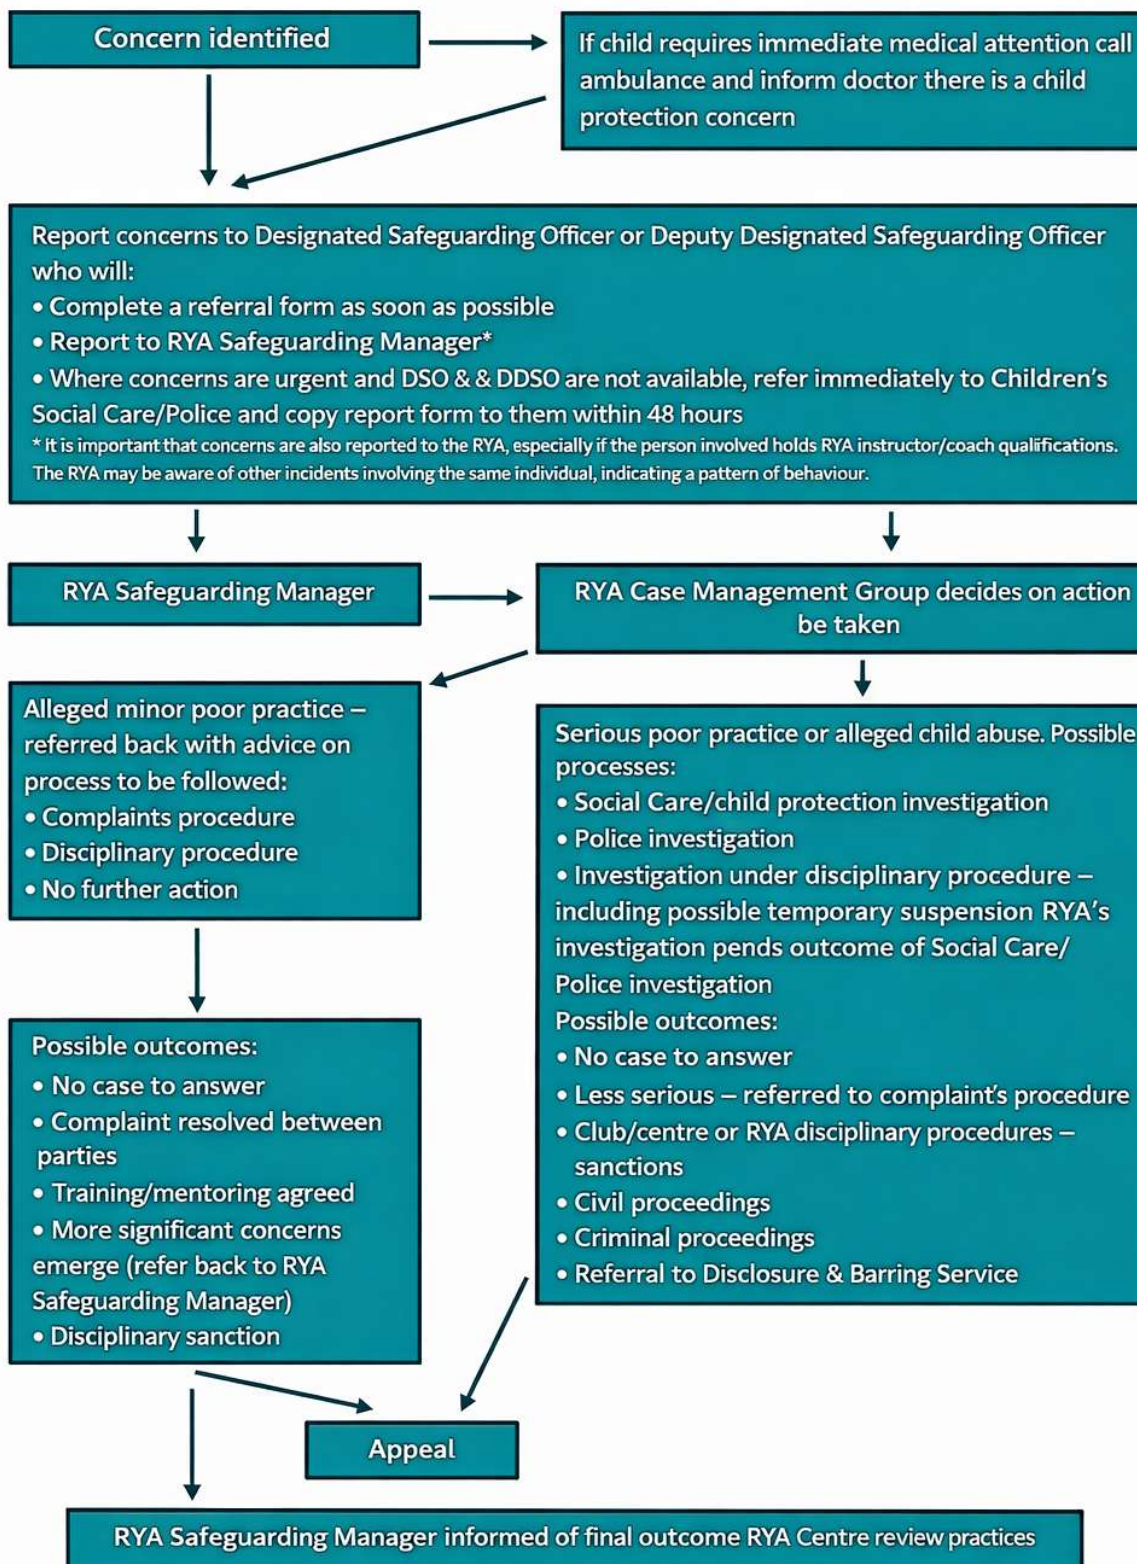 Concern identified
If child requires immediate medical attention call
ambulance and inform doctor there is a child
protection concern
Report concerns to Designated Safeguarding Officer or Deputy Designated Safeguarding Officer
who will:
• Complete a referral form as soon as possible
• Report to RYA Safeguarding Manager*
• Where concerns are urgent and DSO & & DDSO are not available, refer immediately to Children's
Social Care/Police and copy report form to them within 48 hours
* It is important that concerns are also reported to the RYA, especially if the person involved holds RYA instructor/coach qualifications.
The RYA may be aware of other incidents involving the same individual, indicating a pattern of behaviour.
RYA Safeguarding Manager
RYA Case Management Group decides on action
be taken
Alleged minor poor practice –
referred back with advice on
process to be followed:
• Complaints procedure
• Disciplinary procedure
• No further action
Serious poor practice or alleged child abuse. Possible
processes:
• Social Care/child protection investigation
• Police investigation
• Investigation under disciplinary procedure –
including possible temporary suspension RYA's
investigation pends outcome of Social Care/
Police investigation
Possible outcomes:
• No case to answer
• Less serious – referred to complaint's procedure
• Club/centre or RYA disciplinary procedures –
sanctions
• Civil proceedings
• Criminal proceedings
• Referral to Disclosure & Barring Service
Possible outcomes:
• No case to answer
• Complaint resolved between
parties
• Training/mentoring agreed
• More significant concerns
emerge (refer back to RYA
Safeguarding Manager)
• Disciplinary sanction
Appeal
RYA Safeguarding Manager informed of final outcome RYA Centre review practices